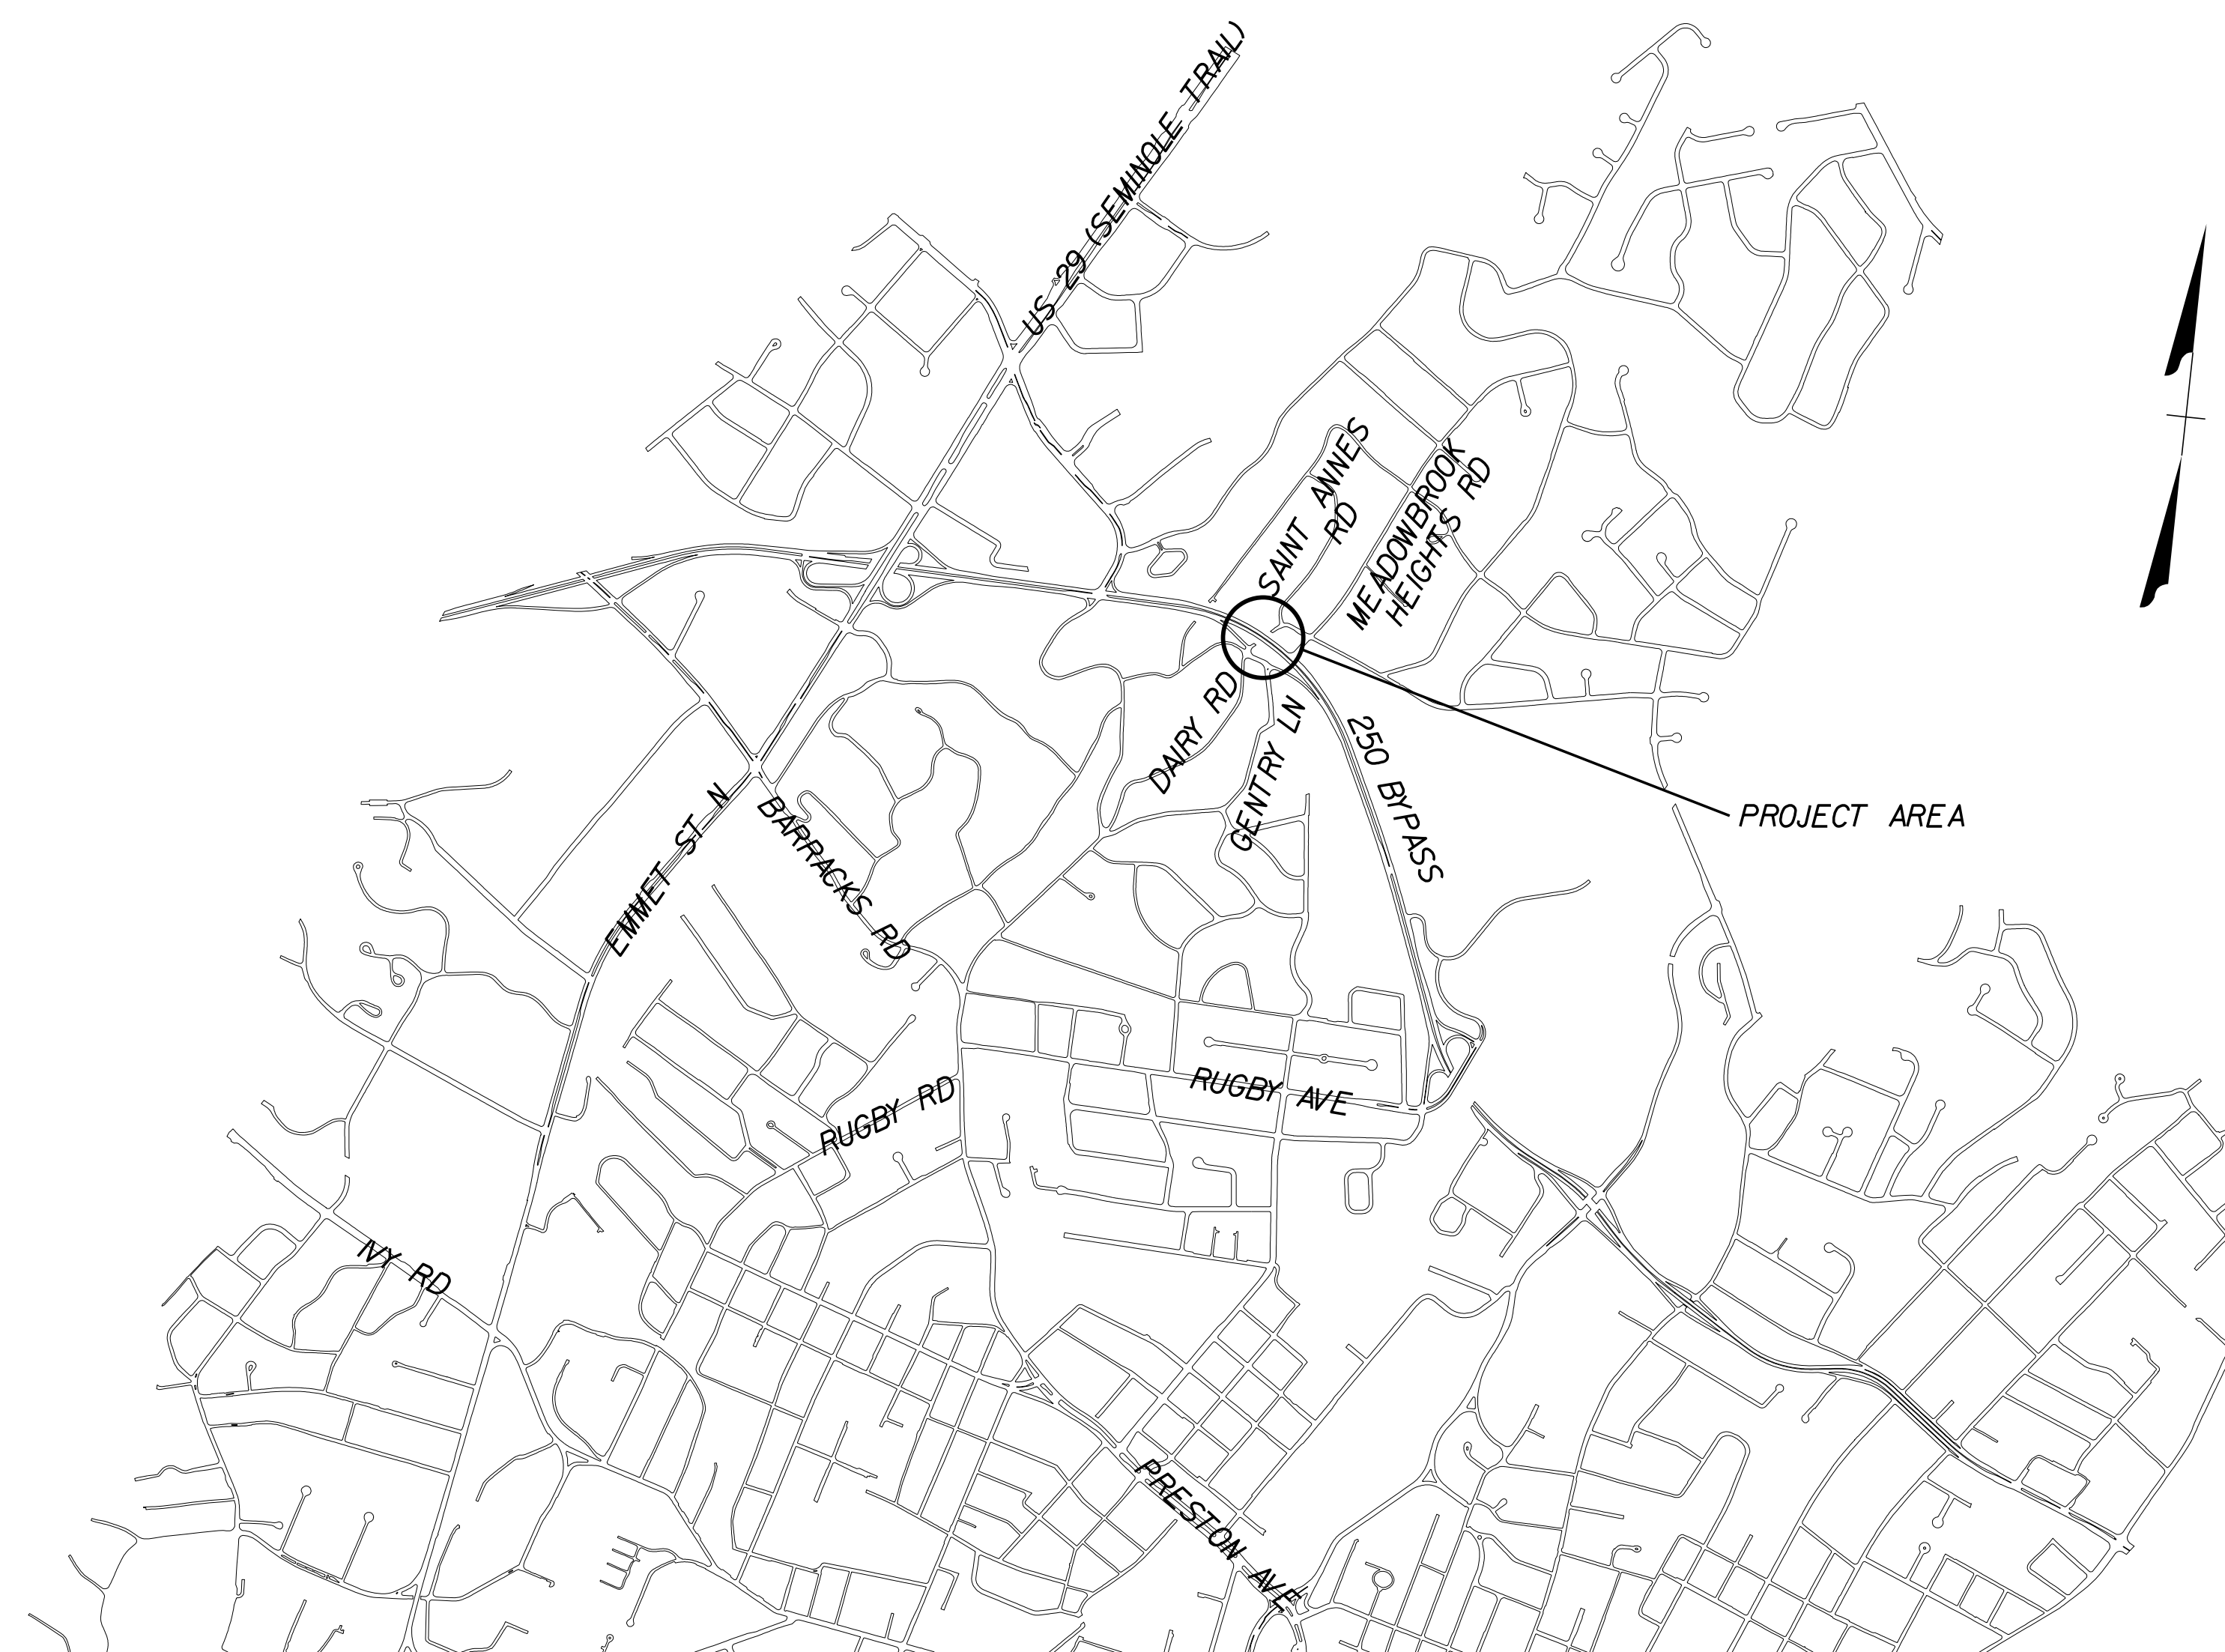 US 29 (SEMINOLE TRAIL)
SAINT ANNES
RD
MEADOWBROOK
HEIGHTS RD
DAIRY RD
GENTRY LN
250 BYPASS
PROJECT AREA
EMMET ST N
BARRACKS RD
RUGBY RD
RUGBY AVE
IVY RD
PRESTON AVE